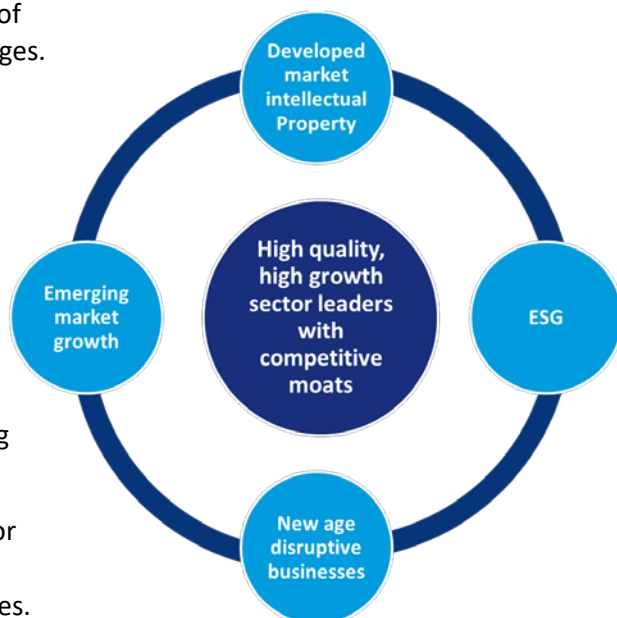 of
ges.
Developed
market
intellectual
Property
High quality,
high growth
sector leaders
with
competitive
moats
Emerging
market
growth
ESG
g
or
New age
disruptive
businesses
es.